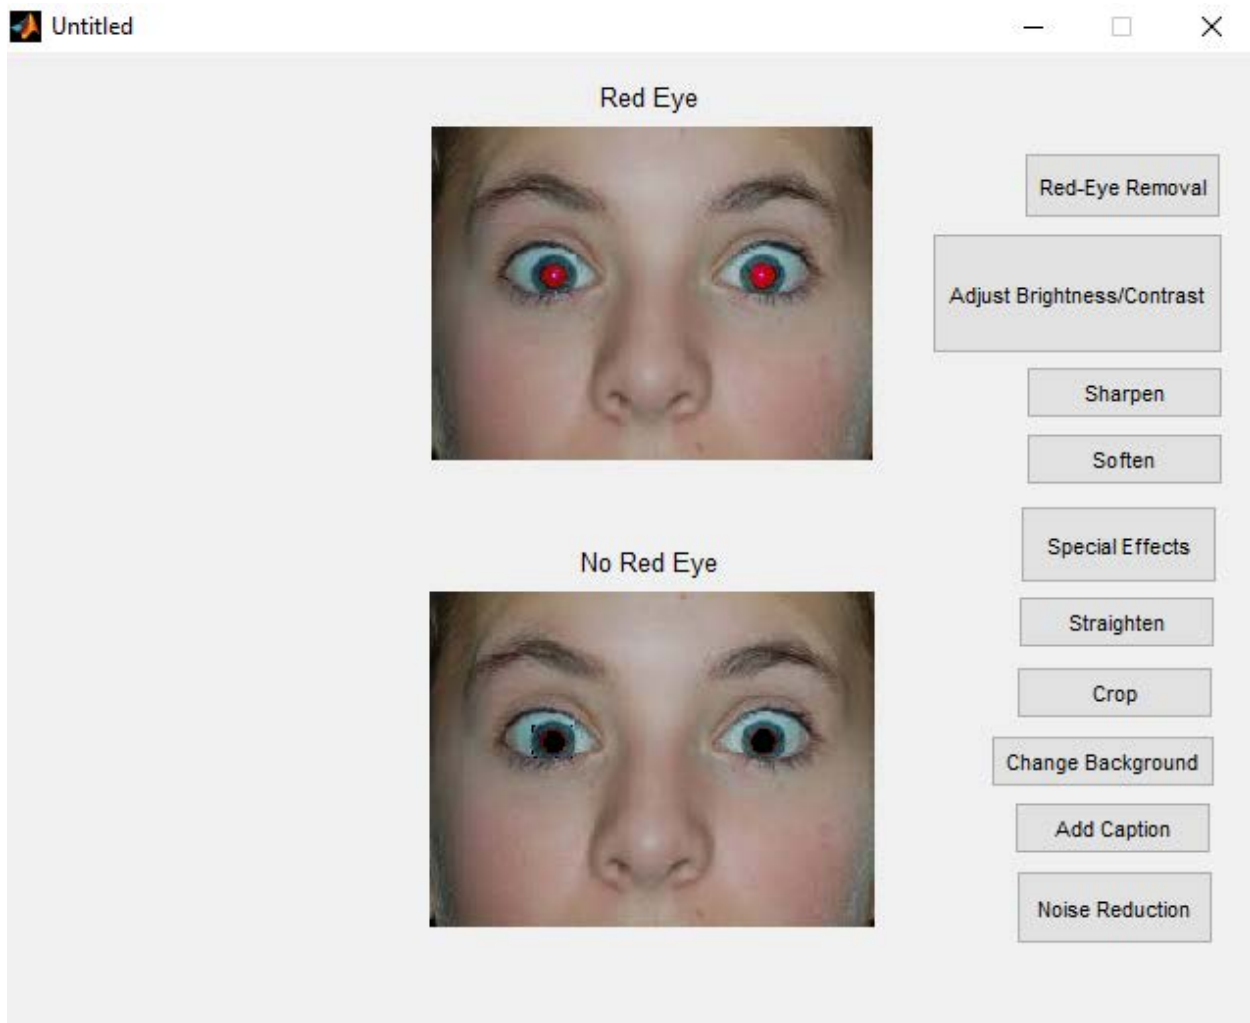 Untitled
Red Eye
Red-Eye Removal
Adjust Brightness/Contrast
Sharpen
Soften
Special Effects
No Red Eye
Straighten
Crop
Change Background
Add Caption
Noise Reduction